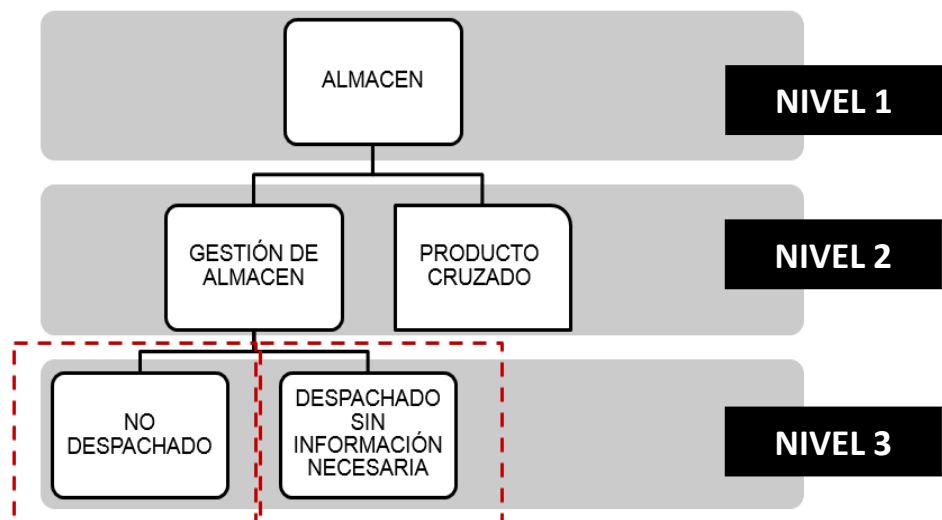 ALMACEN
NIVEL 1
GESTIÓN DE
ALMACEN
PRODUCTO
CRUZADO
NIVEL 2
NO
DESPACHADO
DESPACHADO
SIN
INFORMACIÓN
NECESARIA
NIVEL 3